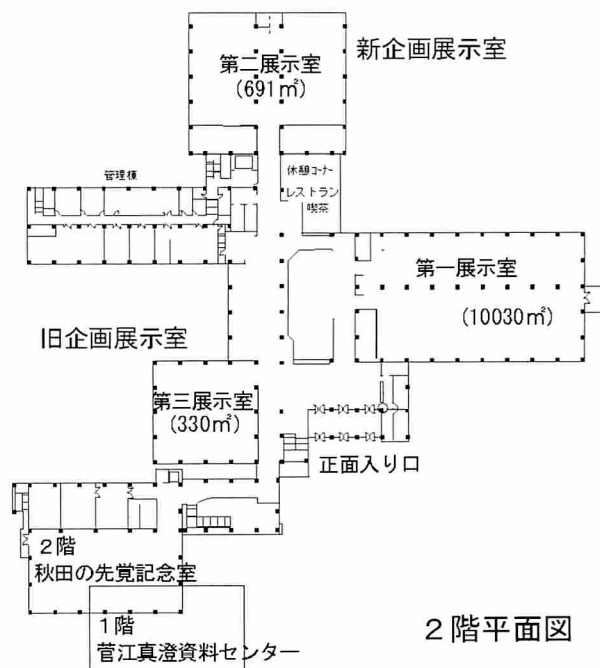 新企画展示室
第二展示室
(691㎡)
管理棟
休憩コーナー
レストラン
喫茶
第一展示室
(10030㎡)
旧企画展示室
第三展示室
(330㎡)
正面入り口
2階
秋田の先覚記念室
1階
菅江真澄資料センター
2階平面図